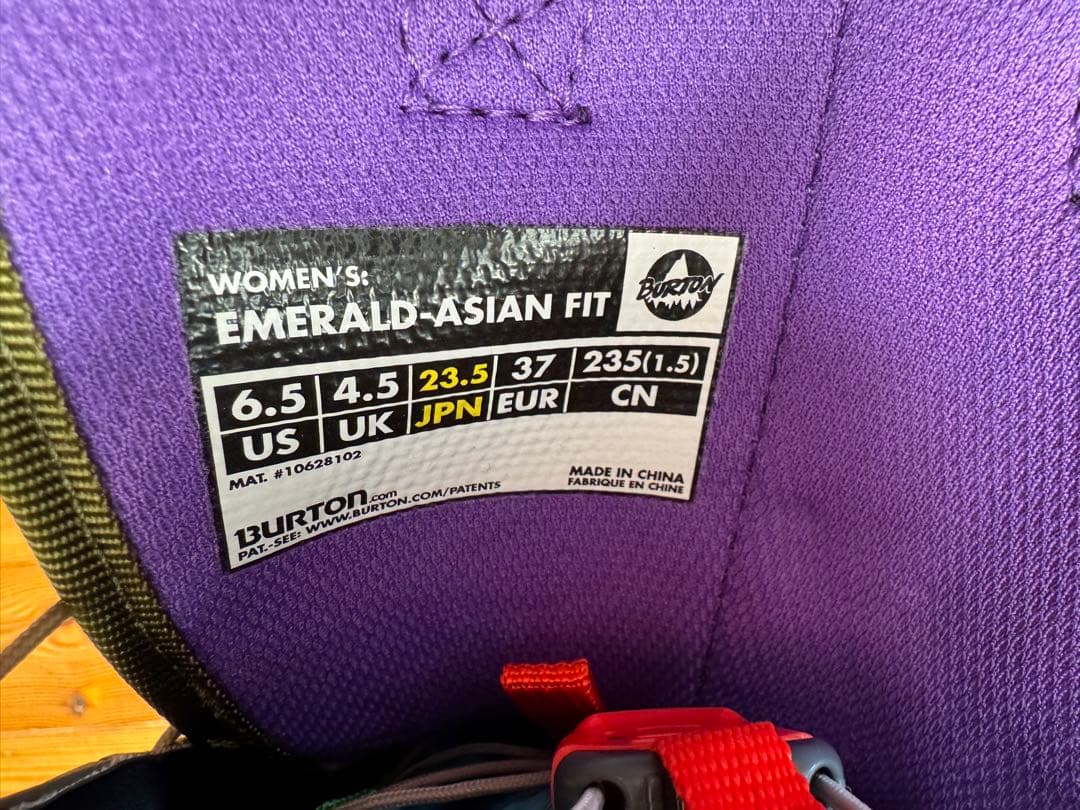 WOMEN'S:
EMERALD-ASIAN FIT
BURTON
6.5 4.5 23.5 37 235(1.5)
US UK JPN EUR CN
MAT. #10628102
BURTON.com
PAT.-SEE: WWW.BURTON.COM/PATENTS
MADE IN CHINA
FABRIQUE EN CHINE